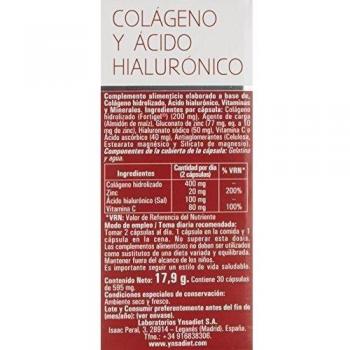 COLÁGENO
Y ÁCIDO
HIALURÓNICO
Complemento alimenticio elaborado a base de,
Colágeno hidrolizado, Ácido hialurónico, Vitaminas
y Minerales. Ingredientes por cápsula: Colágeno
hidrolizado (Fortigel®) (200 mg), Agente de carga
(Almidón de maíz), Gluconato de zinc (77 mg, eq. a 10
mg de zinc), Hialuronato sódico (50 mg), Vitamina C o
Ácido ascórbico (40 mg), Antiaglomerantes (Celulosa,
Estearato magnésico y Silicato de magnesio).
Componentes de la cubierta de la cápsula: Gelatina
y agua.
Ingredientes Cantidad por día (2 cápsulas) % VRN*
Colágeno hidrolizado 400 mg
Zinc 20 mg 200%
Ácido hialurónico (Sal) 100 mg
Vitamina C 80 mg 100%
*VRN: Valor de Referencia del Nutriente
Modo de empleo / Toma diaria recomendada:
Tomar 2 cápsulas al día, 1 cápsula en la comida y 1
cápsula en la cena. No superar esta dosis.
Los complementos alimenticios no deben utilizarse
como sustitutos de una dieta variada y equilibrada.
Mantener fuera del alcance de los niños.
Es importante seguir un estilo de vida saludable.
Contenido Neto: 17,9 g. Contiene 30 cápsulas
de 595 mg.
Condiciones especiales de conservación:
Ambiente seco y fresco.
Lote y Consumir preferentemente antes del fin de
(mes/año): (ver envase).
Laboratorios Ynsadiet S.A.
Isaac Peral, 3, 28914 – Leganés (Madrid). España.
Tfno: +34 916838306.
www.ynsadiet.com